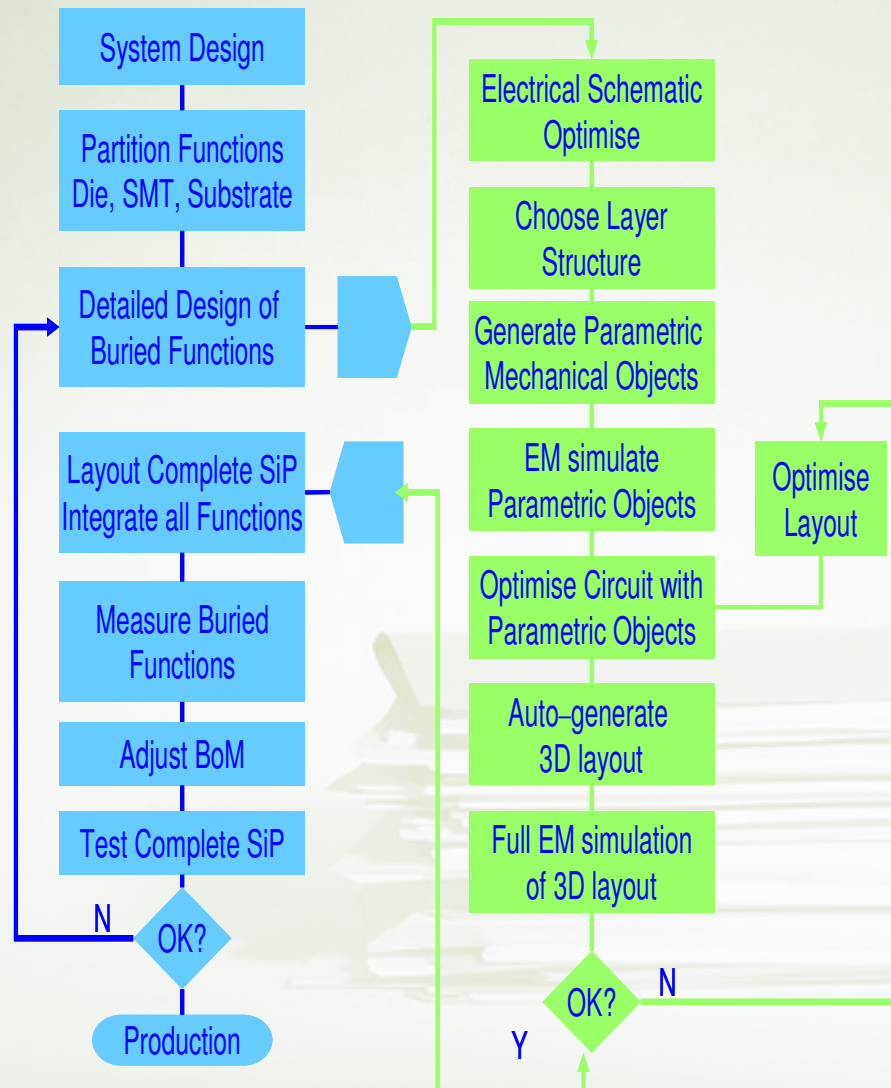 System Design
Partition Functions
Die, SMT, Substrate
Detailed Design of
Buried Functions
Layout Complete SiP
Integrate all Functions
Measure Buried
Functions
Adjust BoM
Test Complete SiP
N
OK?
Production
Electrical Schematic
Optimise
Choose Layer
Structure
Generate Parametric
Mechanical Objects
EM simulate
Parametric Objects
Optimise Circuit with
Parametric Objects
Auto–generate
3D layout
Full EM simulation
of 3D layout
OK?
N
Y
Optimise
Layout